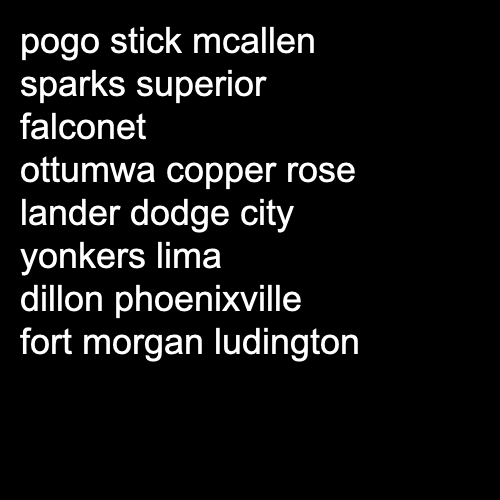 pogo stick mcallen
sparks superior
falconet
ottumwa copper rose
lander dodge city
yonkers lima
dillon phoenixville
fort morgan ludington